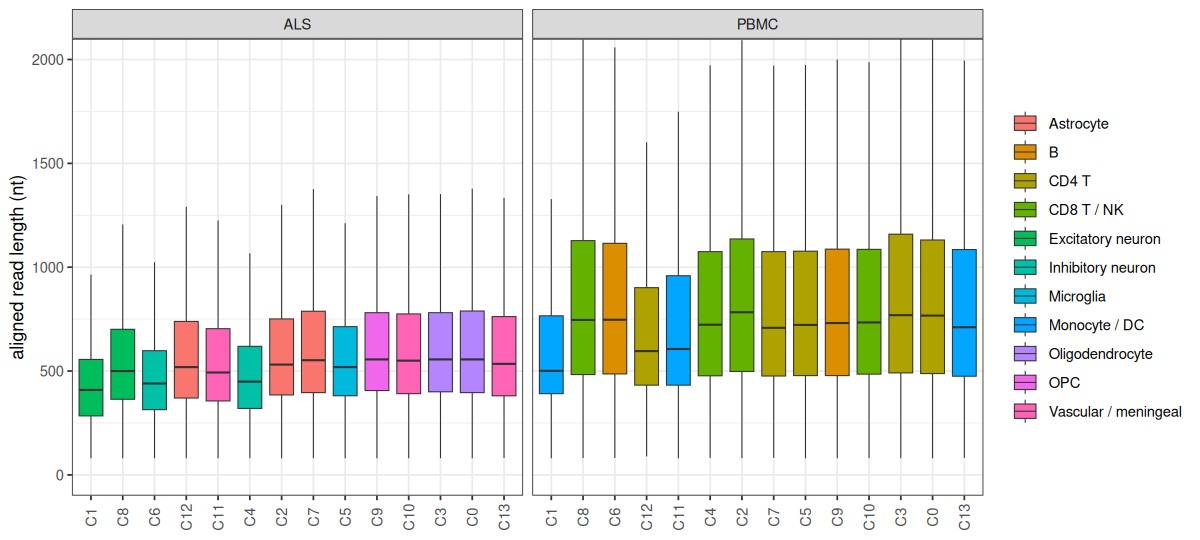 ALS
PBMC
aligned read length (nt)
2000
1500
1000
500
0
C1 C8 C6 C12 C11 C4 C2 C7 C5 C9 C10 C3 C0 C13
C1 C8 C6 C12 C11 C4 C2 C7 C5 C9 C10 C3 C0 C13
Astrocyte
B
CD4 T
CD8 T / NK
Excitatory neuron
Inhibitory neuron
Microglia
Monocyte / DC
Oligodendrocyte
OPC
Vascular / meningeal